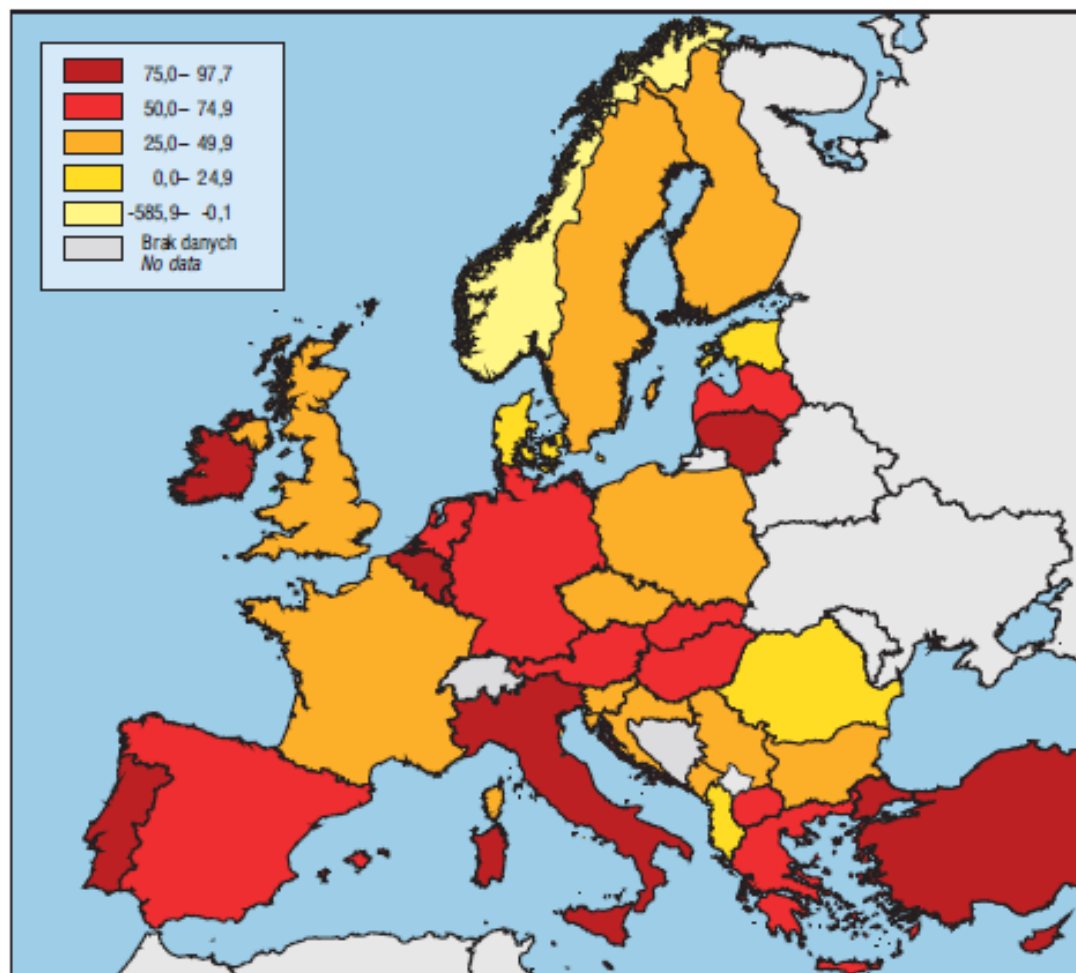 75,0– 97,7
50,0– 74,9
25,0– 49,9
0,0– 24,9
-585,9– -0,1
Brak danych
No data